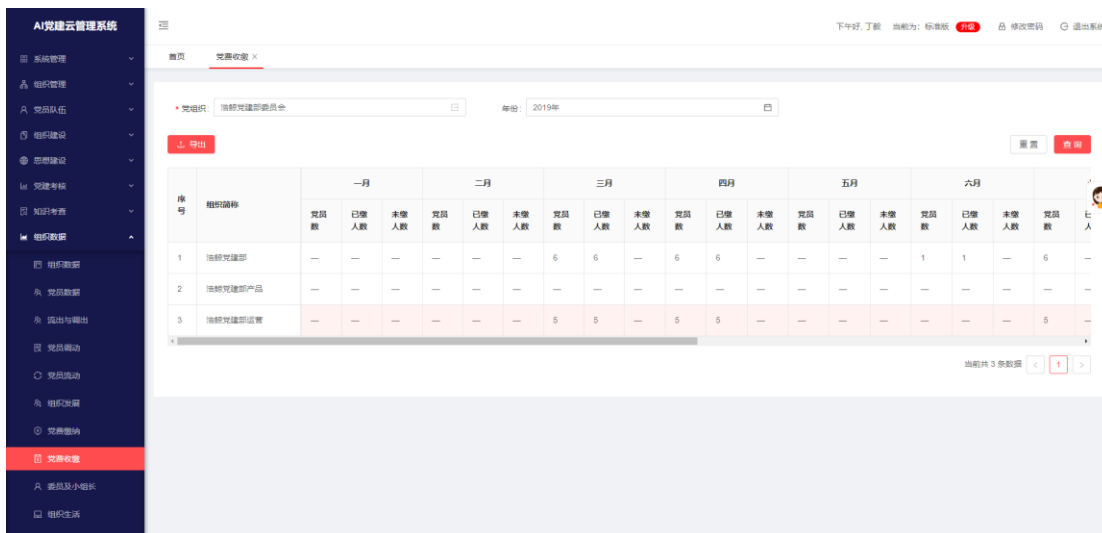 AI党建云管理系统
下午好, 丁毅 当前为: 标准版 升级 修改密码 退出系统
系统管理
组织管理
党员队伍
组织建设
思想建设
党建考核
知识考查
组织数据
组织数据
党员数据
流出与调出
党员调动
党员流动
组织发展
党费缴纳
党费收缴
委员及小组长
组织生活
首页 党费收缴 ×
* 党组织: 浩鲸党建部委员会 年份: 2019年
导出 重置 查询
序号 组织简称 一月 二月 三月 四月 五月 六月
党员数 已缴人数 未缴人数 党员数 已缴人数 未缴人数 党员数 已缴人数 未缴人数 党员数 已缴人数 未缴人数 党员数 已缴人数 未缴人数 党员数 已缴人数 未缴人数 党员数
1 浩鲸党建部 — — — — — — 6 6 — 6 6 — — — — 1 1 — 6 —
2 浩鲸党建部产品 — — — — — — — — — — — — — — — — — — — —
3 浩鲸党建部运营 — — — — — — 5 5 — 5 5 — — — — — — — 5 —
当前共 3 条数据 < 1 >